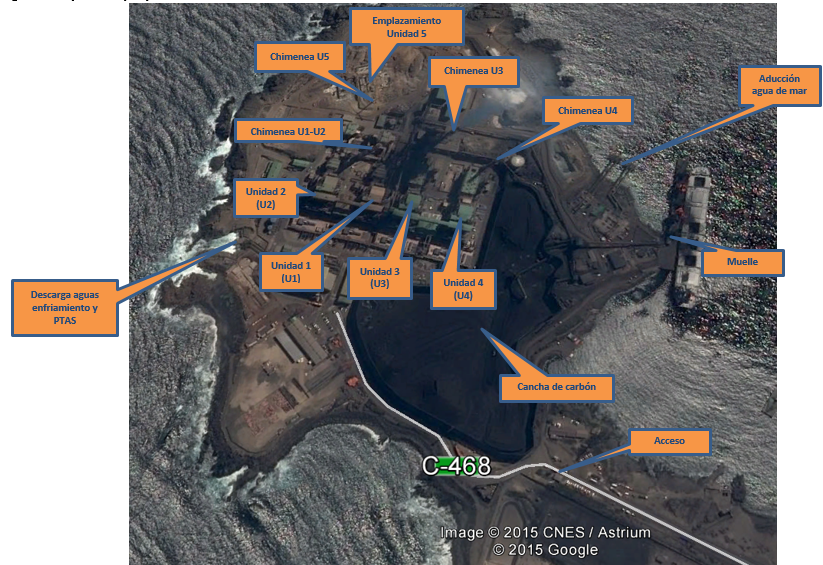 Emplazamiento
Unidad 5
Chimenea U5
Chimenea U3
Aducción
agua de mar
Chimenea U4
Chimenea U1-U2
Unidad 2
(U2)
Unidad 1
(U1)
Unidad 3
(U3)
Unidad 4
(U4)
Muelle
Descarga aguas
enfriamiento y
PTAS
Cancha de carbón
Acceso
C-468
Image © 2015 CNES / Astrium
© 2015 Google